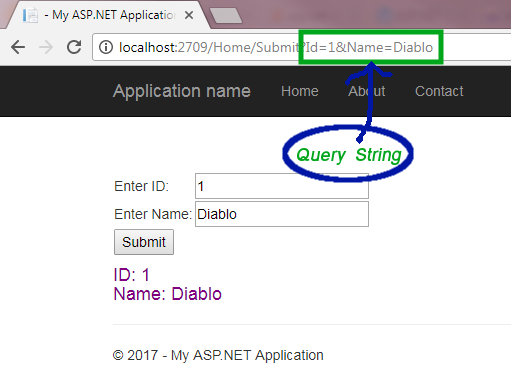 - My ASP.NET Application
localhost:2709/Home/Submit?Id=1&Name=Diablo
Application name Home About Contact
Query String
Enter ID: 1
Enter Name: Diablo
Submit
ID: 1
Name: Diablo
© 2017 - My ASP.NET Application